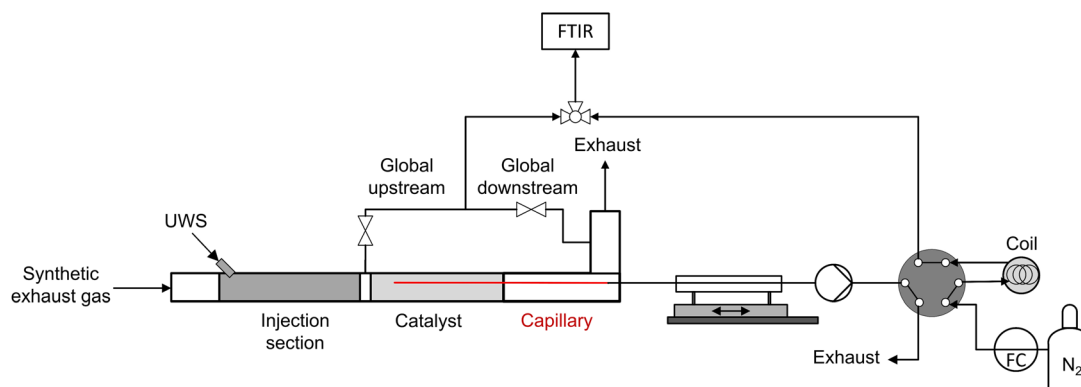 FTIR
Exhaust
Global
upstream
Global
downstream
UWS
Synthetic
exhaust gas
Injection
section
Catalyst
Capillary
Coil
Exhaust
FC
N2